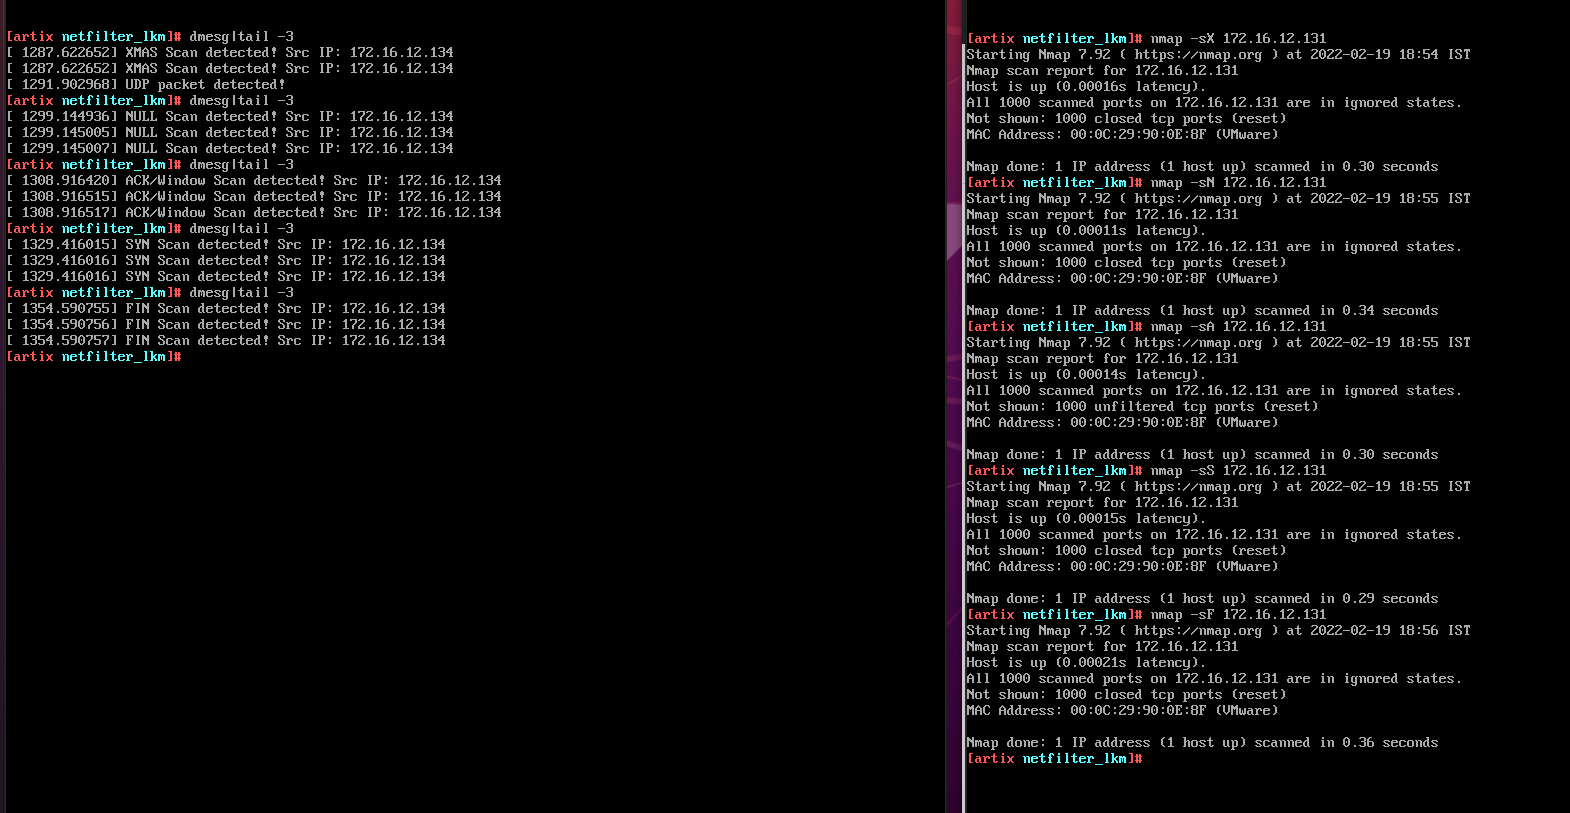 [artix netfilter_lkm]# dmesg|tail -3
[ 1287.622652] XMAS Scan detected! Src IP: 172.16.12.134
[ 1287.622652] XMAS Scan detected! Src IP: 172.16.12.134
[ 1291.902968] UDP packet detected!
[artix netfilter_lkm]# dmesg|tail -3
[ 1299.144936] NULL Scan detected! Src IP: 172.16.12.134
[ 1299.145005] NULL Scan detected! Src IP: 172.16.12.134
[ 1299.145007] NULL Scan detected! Src IP: 172.16.12.134
[artix netfilter_lkm]# dmesg|tail -3
[ 1308.916420] ACK/Window Scan detected! Src IP: 172.16.12.134
[ 1308.916515] ACK/Window Scan detected! Src IP: 172.16.12.134
[ 1308.916517] ACK/Window Scan detected! Src IP: 172.16.12.134
[artix netfilter_lkm]# dmesg|tail -3
[ 1329.416015] SYN Scan detected! Src IP: 172.16.12.134
[ 1329.416016] SYN Scan detected! Src IP: 172.16.12.134
[ 1329.416016] SYN Scan detected! Src IP: 172.16.12.134
[artix netfilter_lkm]# dmesg|tail -3
[ 1354.590755] FIN Scan detected! Src IP: 172.16.12.134
[ 1354.590756] FIN Scan detected! Src IP: 172.16.12.134
[ 1354.590757] FIN Scan detected! Src IP: 172.16.12.134
[artix netfilter_lkm]#
[artix netfilter_lkm]# nmap -sX 172.16.12.131
Starting Nmap 7.92 ( https://nmap.org ) at 2022-02-19 18:54 IST
Nmap scan report for 172.16.12.131
Host is up (0.00016s latency).
All 1000 scanned ports on 172.16.12.131 are in ignored states.
Not shown: 1000 closed tcp ports (reset)
MAC Address: 00:0C:29:90:0E:8F (VMware)
Nmap done: 1 IP address (1 host up) scanned in 0.30 seconds
[artix netfilter_lkm]# nmap -sN 172.16.12.131
Starting Nmap 7.92 ( https://nmap.org ) at 2022-02-19 18:55 IST
Nmap scan report for 172.16.12.131
Host is up (0.00011s latency).
All 1000 scanned ports on 172.16.12.131 are in ignored states.
Not shown: 1000 closed tcp ports (reset)
MAC Address: 00:0C:29:90:0E:8F (VMware)
Nmap done: 1 IP address (1 host up) scanned in 0.34 seconds
[artix netfilter_lkm]# nmap -sA 172.16.12.131
Starting Nmap 7.92 ( https://nmap.org ) at 2022-02-19 18:55 IST
Nmap scan report for 172.16.12.131
Host is up (0.00014s latency).
All 1000 scanned ports on 172.16.12.131 are in ignored states.
Not shown: 1000 unfiltered tcp ports (reset)
MAC Address: 00:0C:29:90:0E:8F (VMware)
Nmap done: 1 IP address (1 host up) scanned in 0.30 seconds
[artix netfilter_lkm]# nmap -sS 172.16.12.131
Starting Nmap 7.92 ( https://nmap.org ) at 2022-02-19 18:55 IST
Nmap scan report for 172.16.12.131
Host is up (0.00015s latency).
All 1000 scanned ports on 172.16.12.131 are in ignored states.
Not shown: 1000 closed tcp ports (reset)
MAC Address: 00:0C:29:90:0E:8F (VMware)
Nmap done: 1 IP address (1 host up) scanned in 0.29 seconds
[artix netfilter_lkm]# nmap -sF 172.16.12.131
Starting Nmap 7.92 ( https://nmap.org ) at 2022-02-19 18:56 IST
Nmap scan report for 172.16.12.131
Host is up (0.00021s latency).
All 1000 scanned ports on 172.16.12.131 are in ignored states.
Not shown: 1000 closed tcp ports (reset)
MAC Address: 00:0C:29:90:0E:8F (VMware)
Nmap done: 1 IP address (1 host up) scanned in 0.36 seconds
[artix netfilter_lkm]#